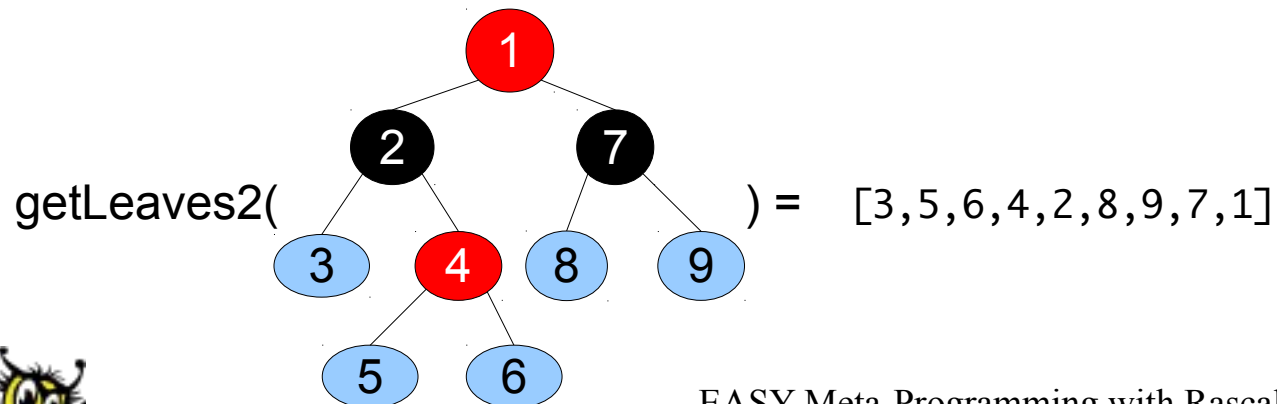 1
2 7
getLeaves2( ) = [3,5,6,4,2,8,9,7,1]
3 4 8 9
5 6
EASY Meta-Programming with Rascal